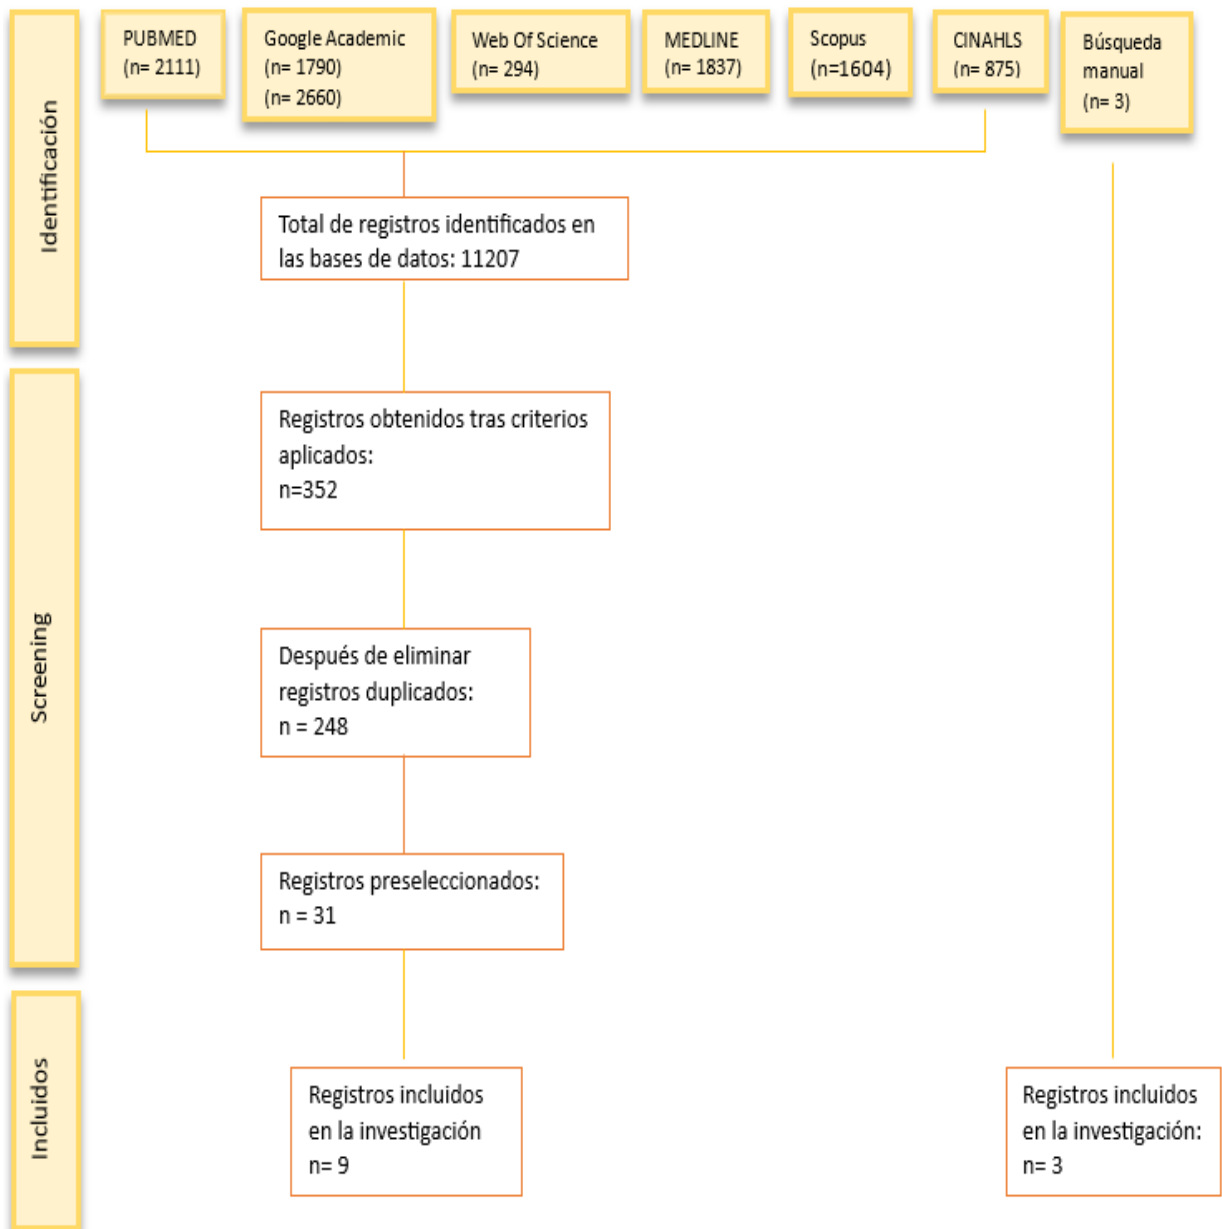 PUBMED
(n= 2111)
Google Academic
(n= 1790)
(n= 2660)
Web Of Science
(n= 294)
MEDLINE
(n= 1837)
Scopus
(n=1604)
CINAHLS
(n= 875)
Búsqueda
manual
(n= 3)
Identificación
Total de registros identificados en
las bases de datos: 11207
Screening
Registros obtenidos tras criterios
aplicados:
n=352
Después de eliminar
registros duplicados:
n = 248
Registros preseleccionados:
n = 31
Incluidos
Registros incluidos
en la investigación
n= 9
Registros incluidos
en la investigación:
n= 3